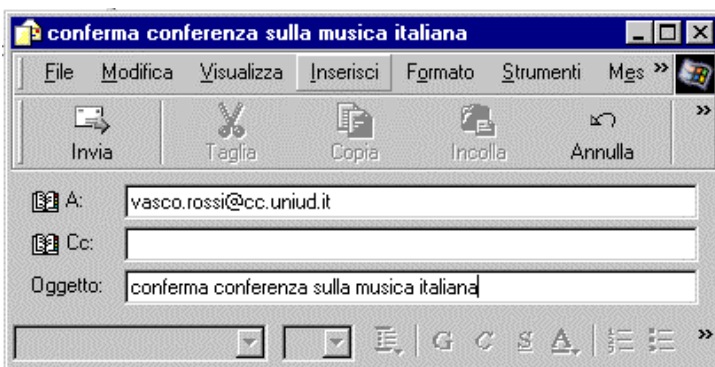 conferma conferenza sulla musica italiana
File Modifica Visualizza Inserisci Formato Strumenti Mes »
Invia Taglia Copia Incolla Annulla »
A: vasco.rossi@cc.uniud.it
Cc:
Oggetto: conferma conferenza sulla musica italiana
G C S A »